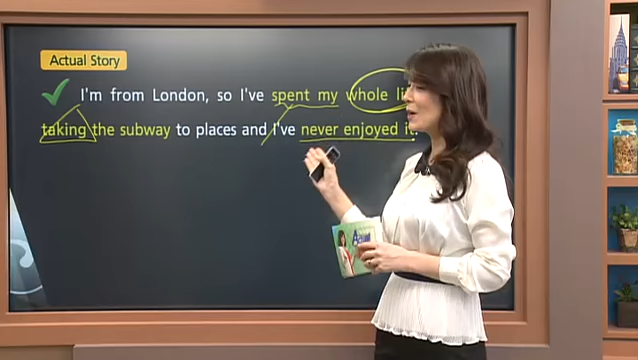 Actual Story
I'm from London, so I've spent my whole
taking the subway to places and I've never enjoyed it.